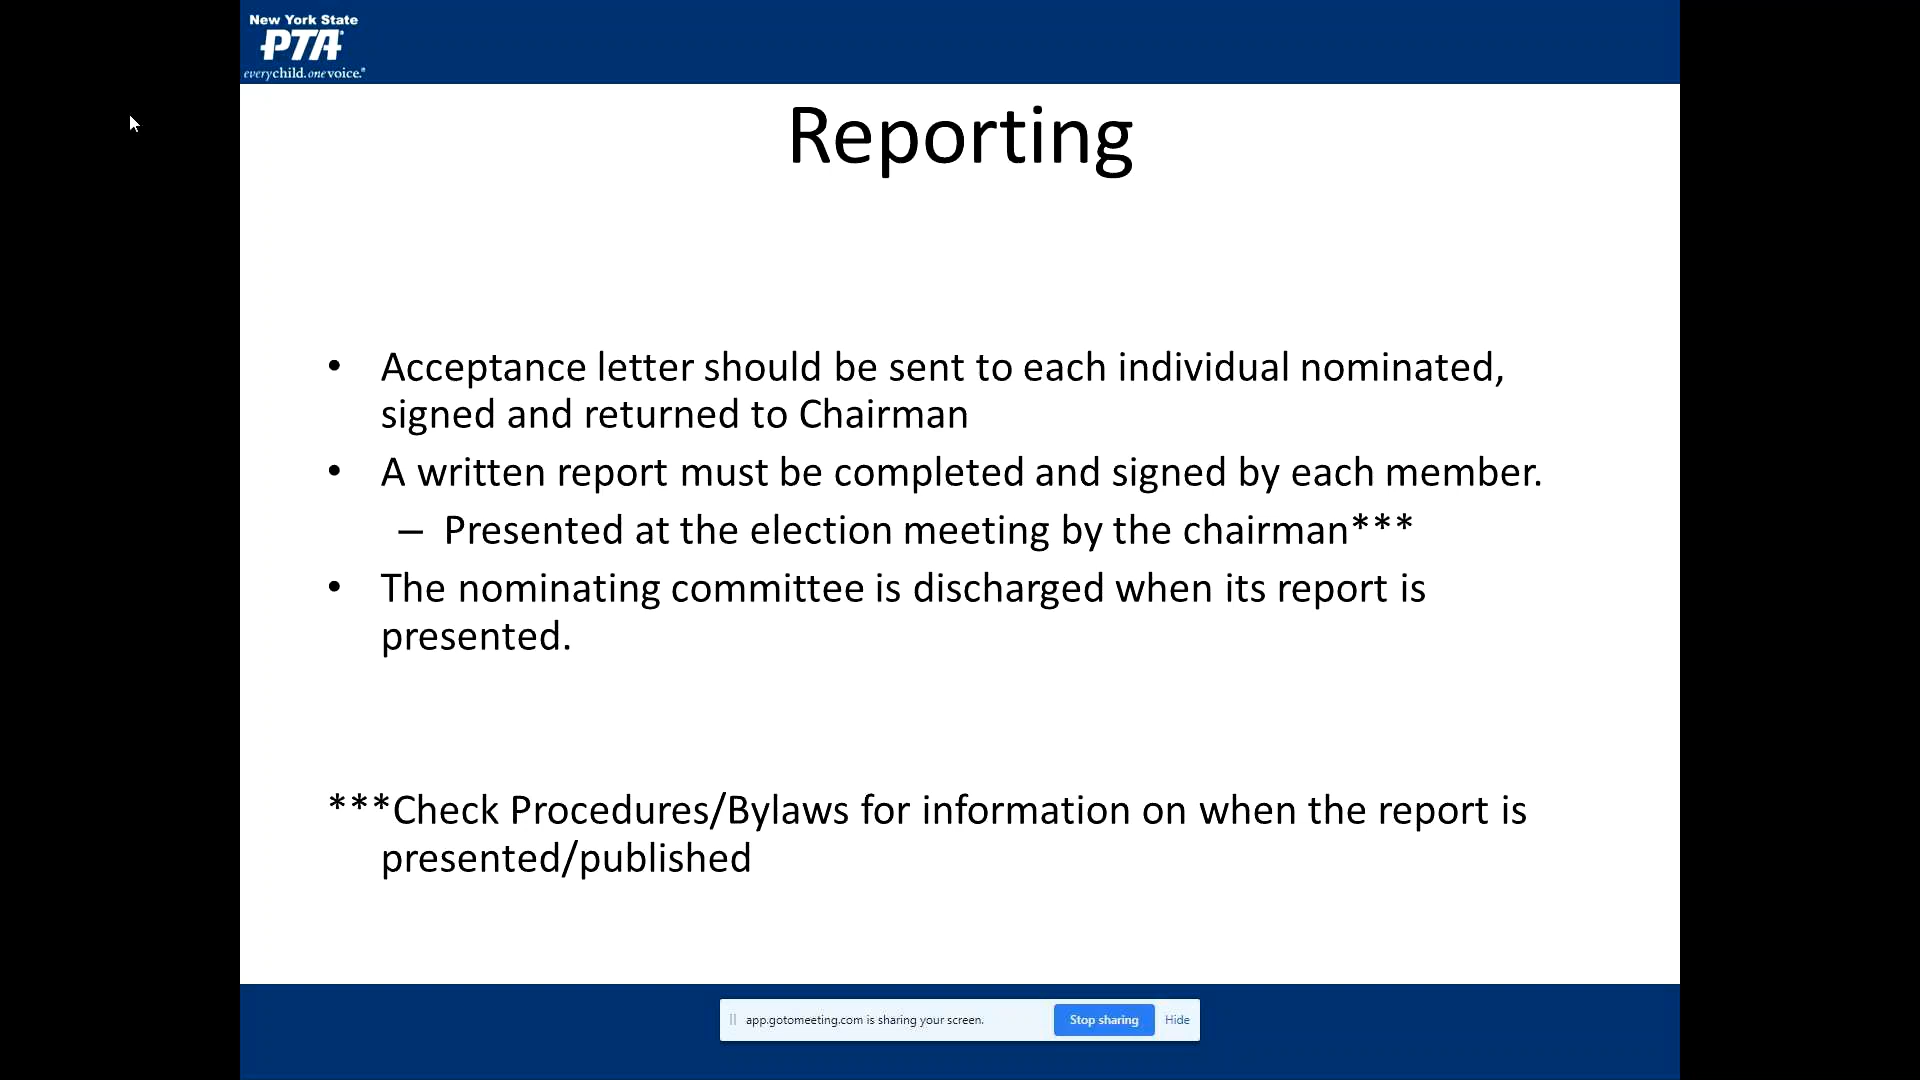 New York State
PTA
everychild.onevoice.®
Reporting
• Acceptance letter should be sent to each individual nominated,
signed and returned to Chairman
• A written report must be completed and signed by each member.
– Presented at the election meeting by the chairman***
• The nominating committee is discharged when its report is
presented.
***Check Procedures/Bylaws for information on when the report is
presented/published
app.gotomeeting.com is sharing your screen.
Stop sharing
Hide